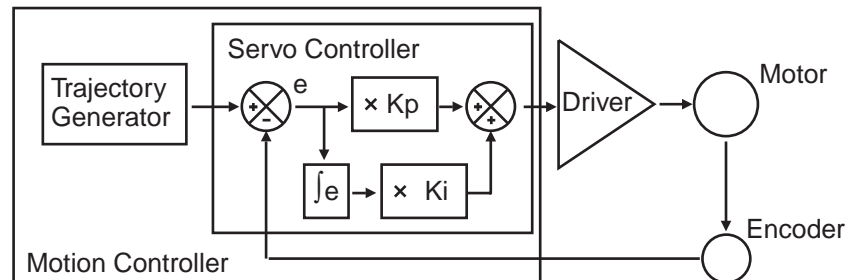 Servo Controller
Trajectory
Generator
e
× Kp
Driver
Motor
∫e
× Ki
Encoder
Motion Controller
+
-
+
+